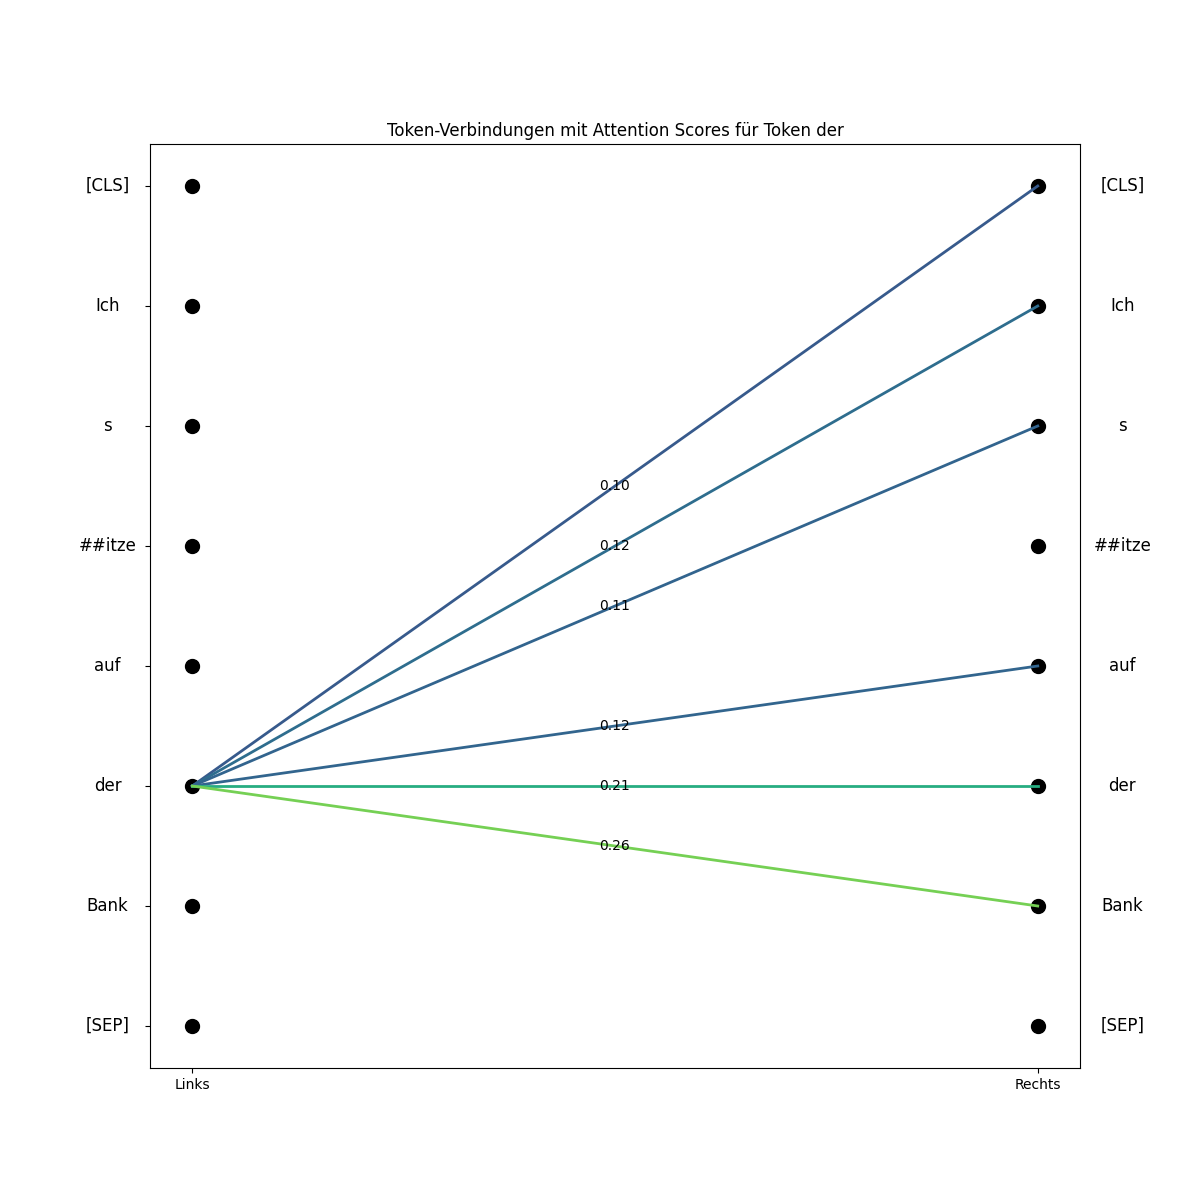 Token-Verbindungen mit Attention Scores für Token der
[CLS] [CLS]
Ich Ich
s s
0.10
##itze 0.12 ##itze
0.11
auf auf
0.12
der 0.21 der
0.26
Bank Bank
[SEP] [SEP]
Links Rechts